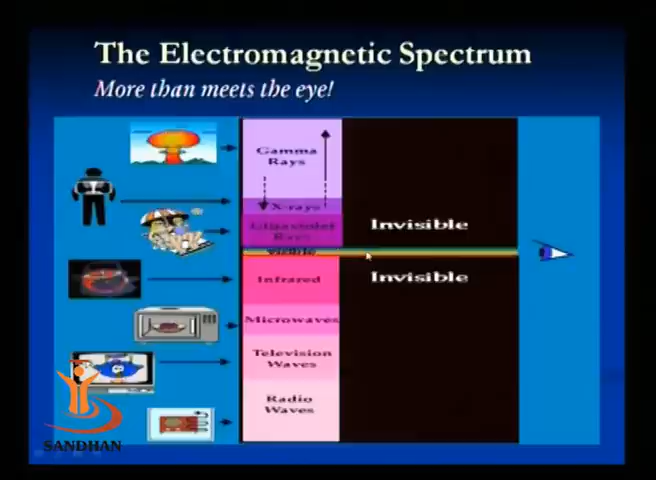 The Electromagnetic Spectrum
More than meets the eye!
Gamma
Rays
X-rays
Ultraviolet
Rays
Invisible
visible
Infrared
Invisible
Microwaves
Television
Waves
Radio
Waves
SANDHAN